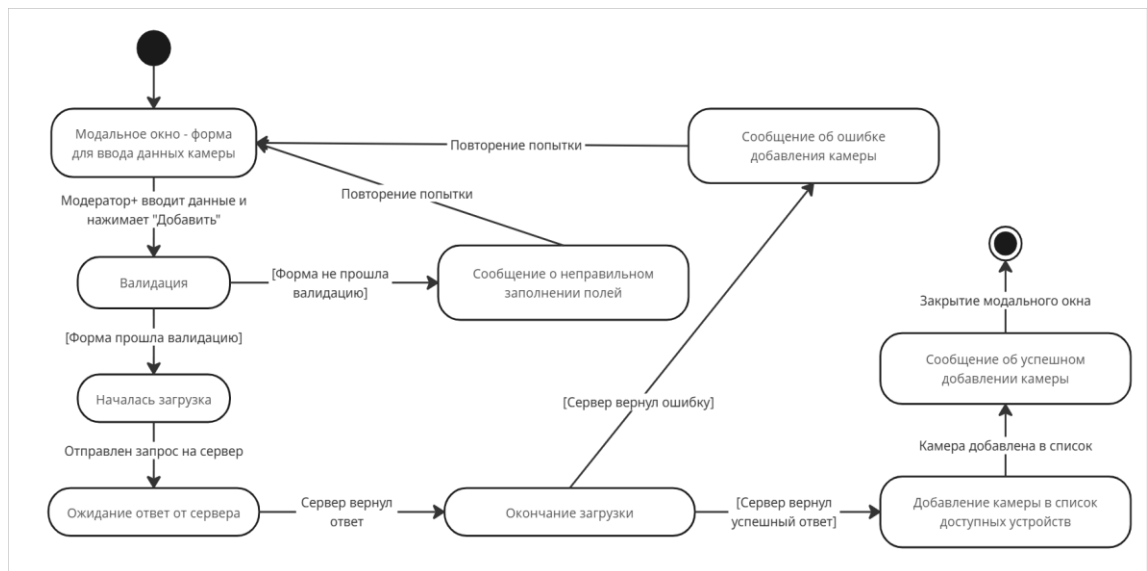 Модальное окно - форма
для ввода данных камеры
Сообщение об ошибке
добавления камеры
Повторение попытки
Повторение попытки
Модератор+ вводит данные и
нажимает "Добавить"
Валидация
[Форма не прошла
валидацию]
Сообщение о неправильном
заполнении полей
Закрытие модального окна
[Форма прошла валидацию]
Сообщение об успешном
добавлении камеры
Началась загрузка
[Сервер вернул ошибку]
Отправлен запрос на сервер
Камера добавлена в список
Ожидание ответ от сервера
Сервер вернул
ответ
Окончание загрузки
[Сервер вернул
успешный ответ]
Добавление камеры в список
доступных устройств